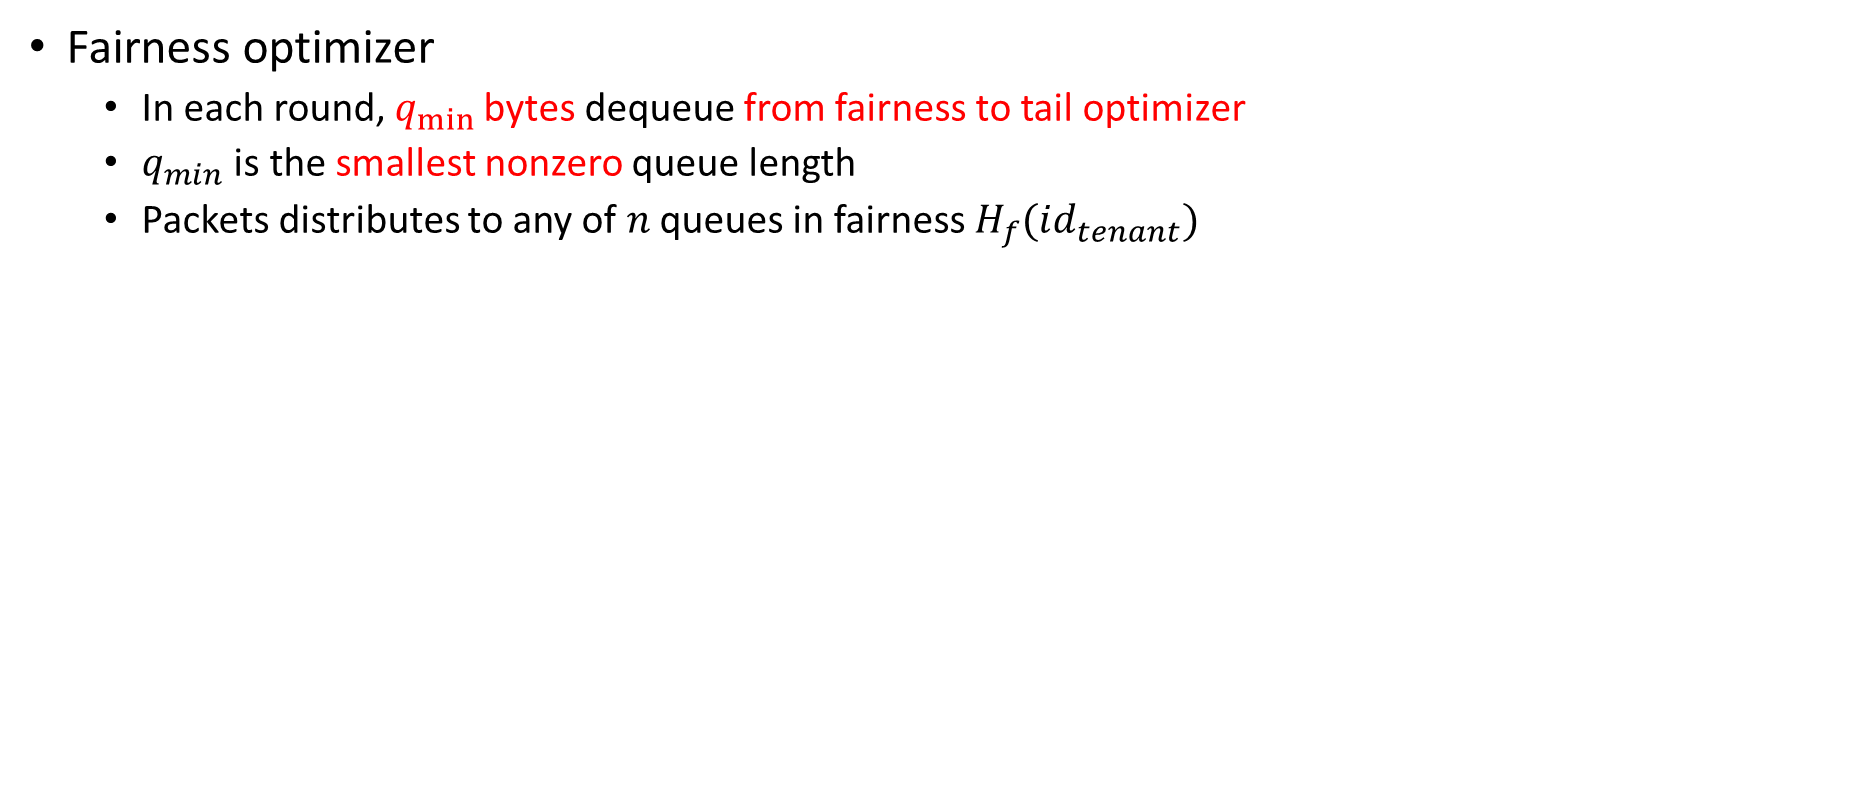 • Fairness optimizer
• In each round, q_min bytes dequeue from fairness to tail optimizer
• q_min is the smallest nonzero queue length
• Packets distributes to any of n queues in fairness H_f(id_tenant)